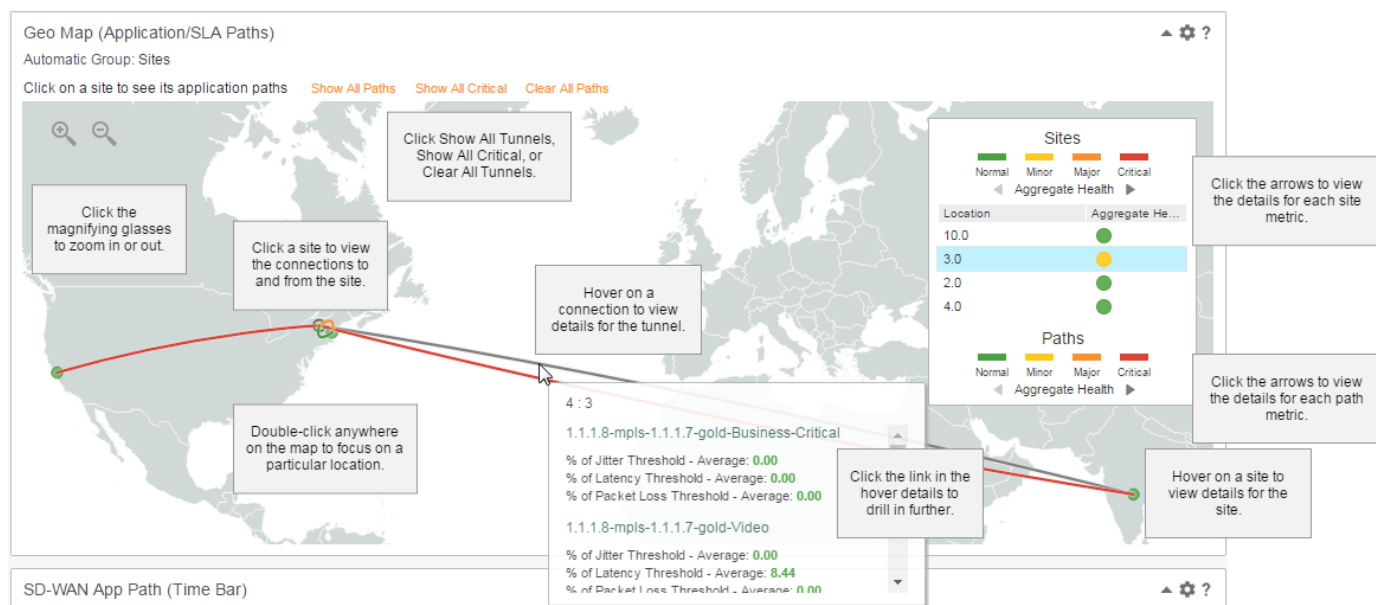 Geo Map (Application/SLA Paths)
?
Automatic Group: Sites
Click on a site to see its application paths Show All Paths Show All Critical Clear All Paths
Click Show All Tunnels,
Show All Critical, or
Clear All Tunnels.
Click the
magnifying glasses
to zoom in or out.
Click a site to view
the connections to
and from the site.
Hover on a
connection to view
details for the tunnel.
Double-click anywhere
on the map to focus on a
particular location.
Sites
Normal Minor Major Critical
Aggregate Health
Location Aggregate He...
10.0
3.0
2.0
4.0
Paths
Normal Minor Major Critical
Aggregate Health
Click the arrows to view
the details for each site
metric.
Click the arrows to view
the details for each path
metric.
4 : 3
1.1.1.8-mpls-1.1.1.7-gold-Business-Critical
% of Jitter Threshold - Average: 0.00
% of Latency Threshold - Average: 0.00
% of Packet Loss Threshold - Average: 0.00
1.1.1.8-mpls-1.1.1.7-gold-Video
% of Jitter Threshold - Average: 0.00
% of Latency Threshold - Average: 8.44
% of Packet Loss Threshold - Average: 0.00
Click the link in the
hover details to
drill in further.
Hover on a site to
view details for the
site.
SD-WAN App Path (Time Bar)
?